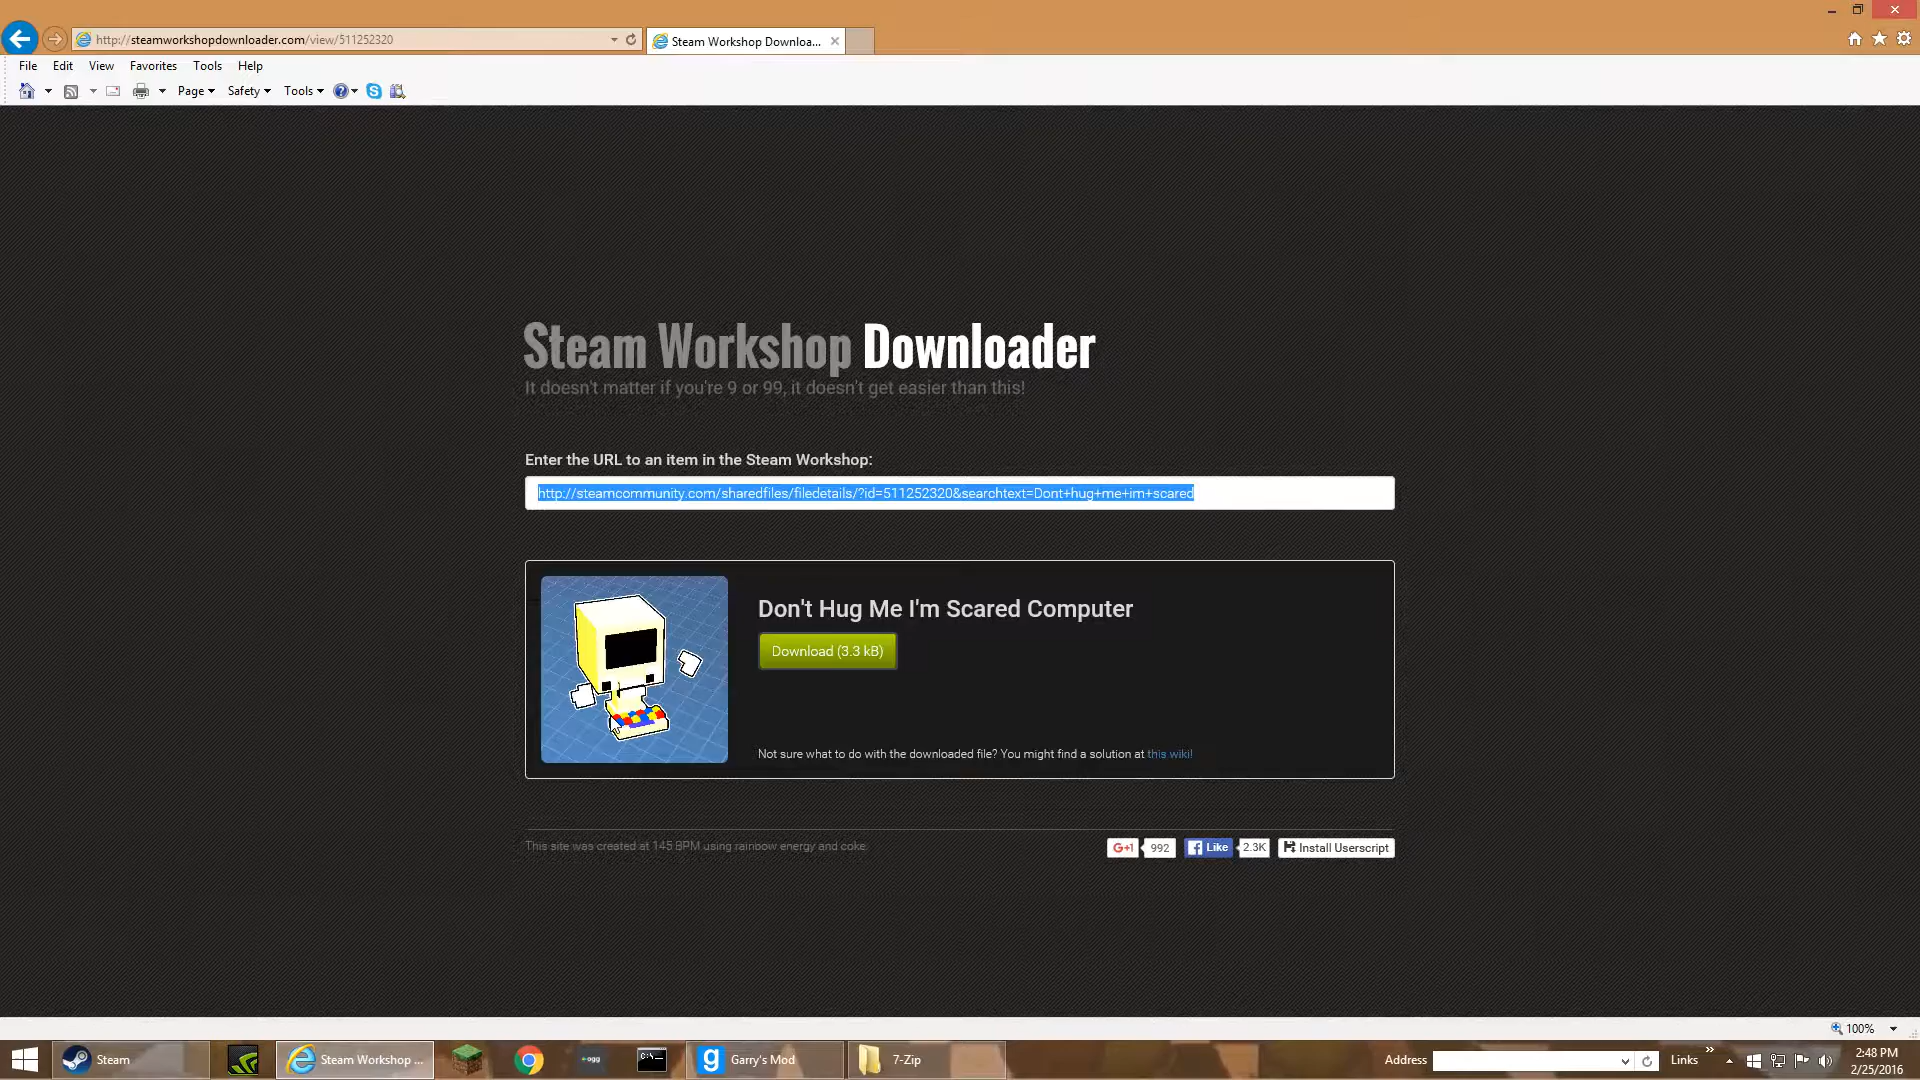 http://steamworkshopdownloader.com/view/511252320
Steam Workshop Downloa...
File Edit View Favorites Tools Help
Page Safety Tools
Steam Workshop Downloader
It doesn't matter if you're 9 or 99, it doesn't get easier than this!
Enter the URL to an item in the Steam Workshop:
http://steamcommunity.com/sharedfiles/filedetails/?id=511252320&searchtext=Dont+hug+me+im+scared
Don't Hug Me I'm Scared Computer
Download (3.3 kB)
Not sure what to do with the downloaded file? You might find a solution at this wiki!
This site was created at 145 BPM using rainbow energy and coke.
G+1 992 Like 2.3K Install Userscript
100%
Steam Steam Workshop ... .ogg C:\ Garry's Mod 7-Zip Address Links 2:48 PM
2/25/2016